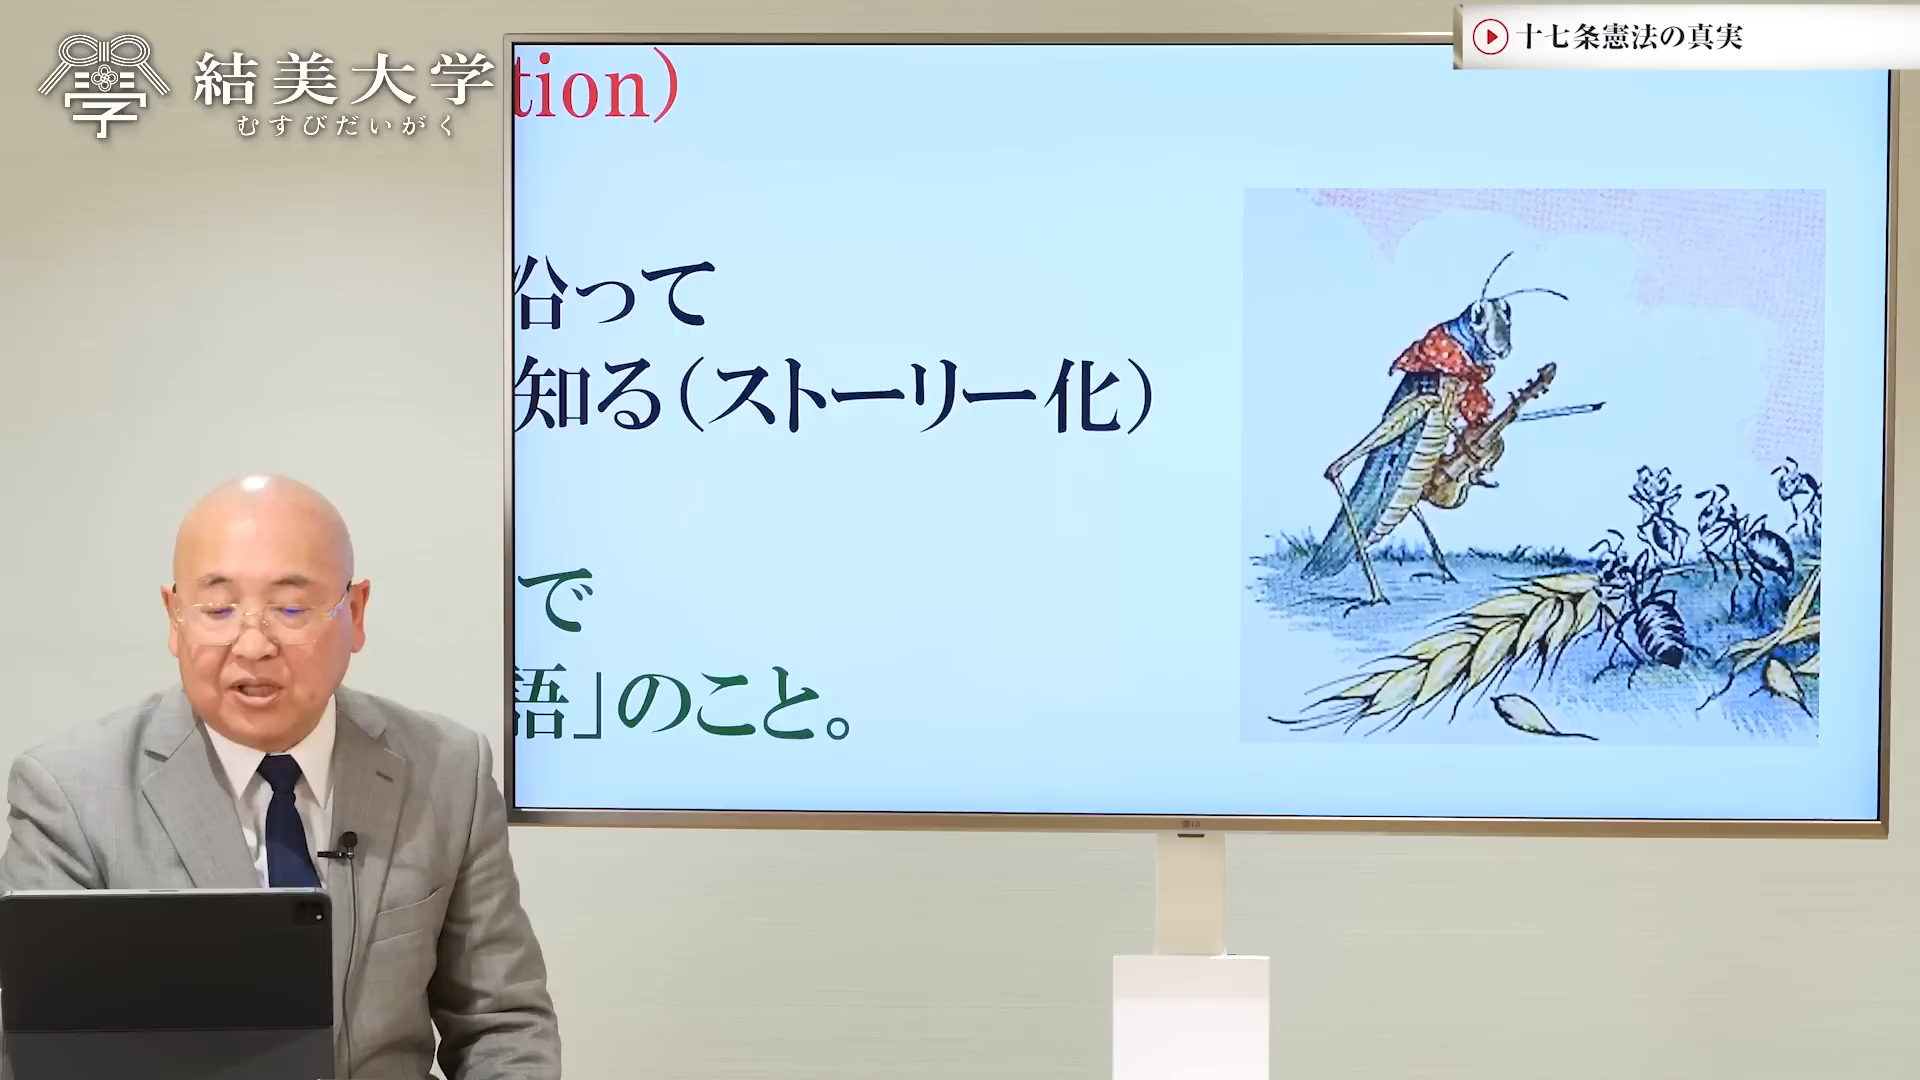 結美大学
むすびだいがく
十七条憲法の真実
tion)
沿って
知る(ストーリー化)
で
語」のこと。
LG